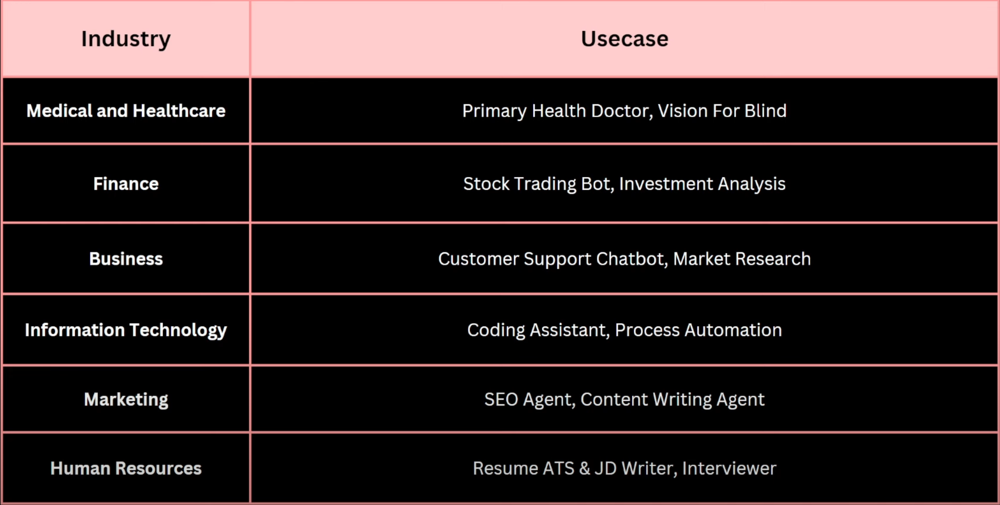 Industry
Usecase
Medical and Healthcare
Primary Health Doctor, Vision For Blind
Finance
Stock Trading Bot, Investment Analysis
Business
Customer Support Chatbot, Market Research
Information Technology
Coding Assistant, Process Automation
Marketing
SEO Agent, Content Writing Agent
Human Resources
Resume ATS & JD Writer, Interviewer